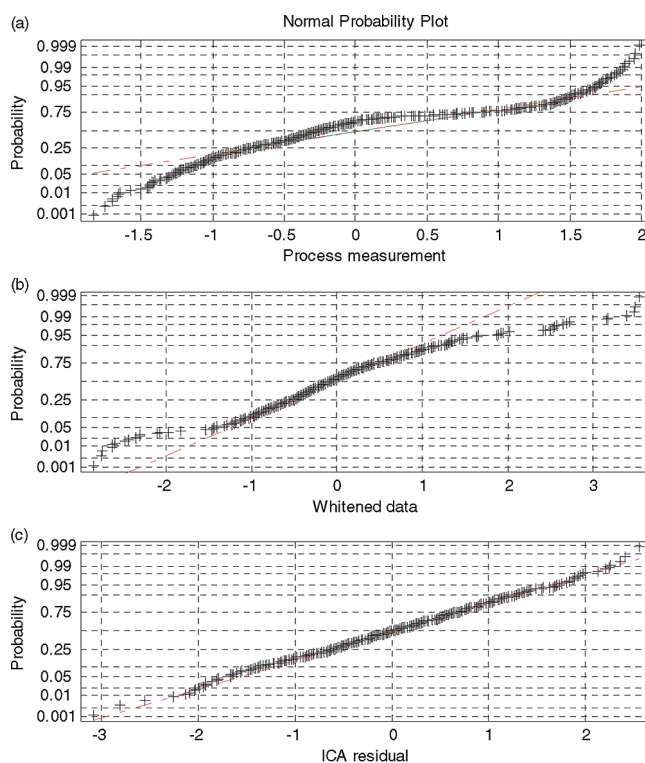 (a)
Normal Probability Plot
Probability
0.999
0.99
0.95
0.75
0.25
0.05
0.01
0.001
-1.5 -1 -0.5 0 0.5 1 1.5 2
Process measurement
(b)
Probability
0.999
0.99
0.95
0.75
0.25
0.05
0.01
0.001
-2 -1 0 1 2 3
Whitened data
(c)
Probability
0.999
0.99
0.95
0.75
0.25
0.05
0.01
0.001
-3 -2 -1 0 1 2
ICA residual